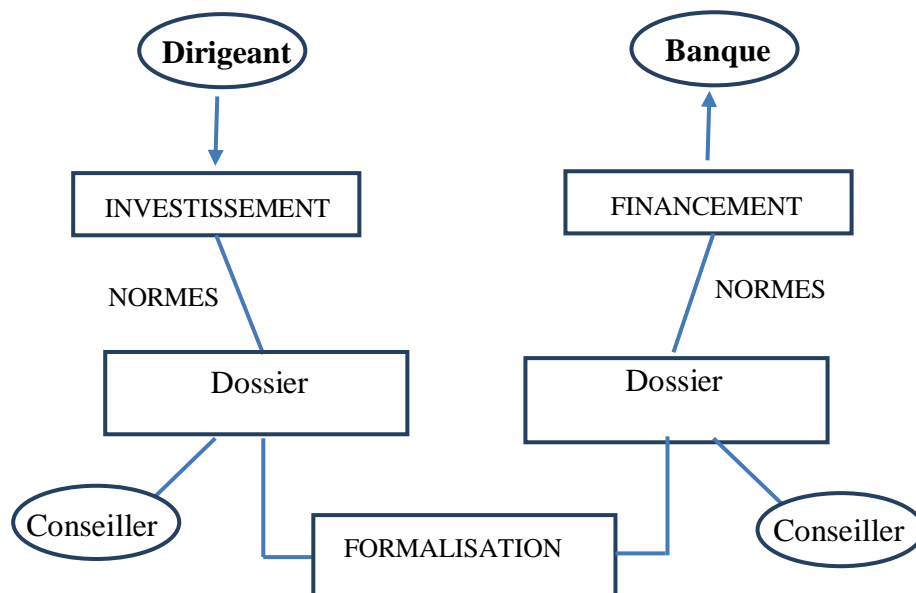 Dirigeant
Banque
INVESTISSEMENT
FINANCEMENT
NORMES
NORMES
Dossier
Dossier
Conseiller
FORMALISATION
Conseiller